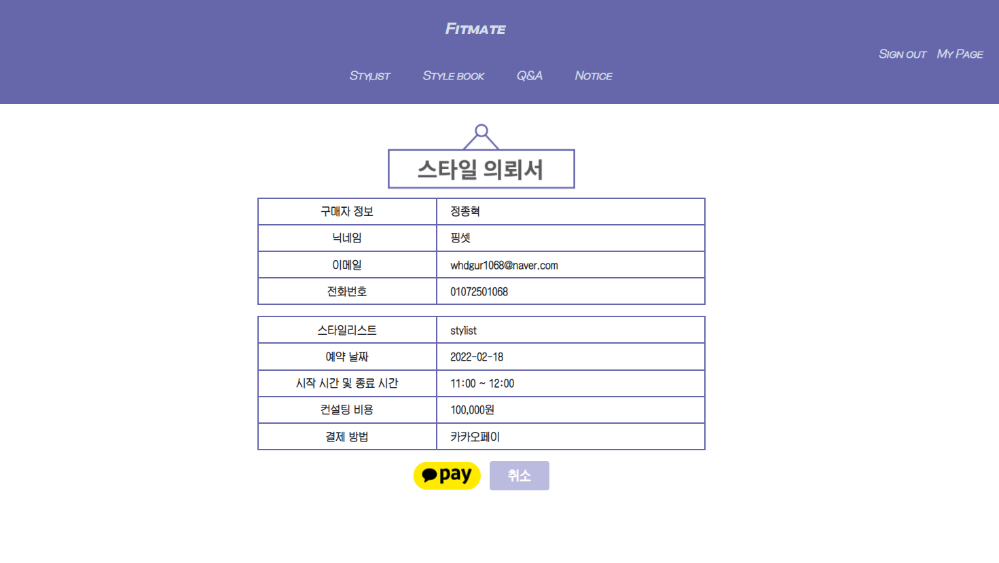 FITMATE
SIGN OUT MY PAGE
STYLIST STYLE BOOK Q&A NOTICE
스타일 의뢰서
구매자 정보 정종혁
닉네임 핑셋
이메일 whdgur1068@naver.com
전화번호 01072501068
스타일리스트 stylist
예약 날짜 2022-02-18
시작 시간 및 종료 시간 11:00 ~ 12:00
컨설팅 비용 100,000원
결제 방법 카카오페이
pay 취소